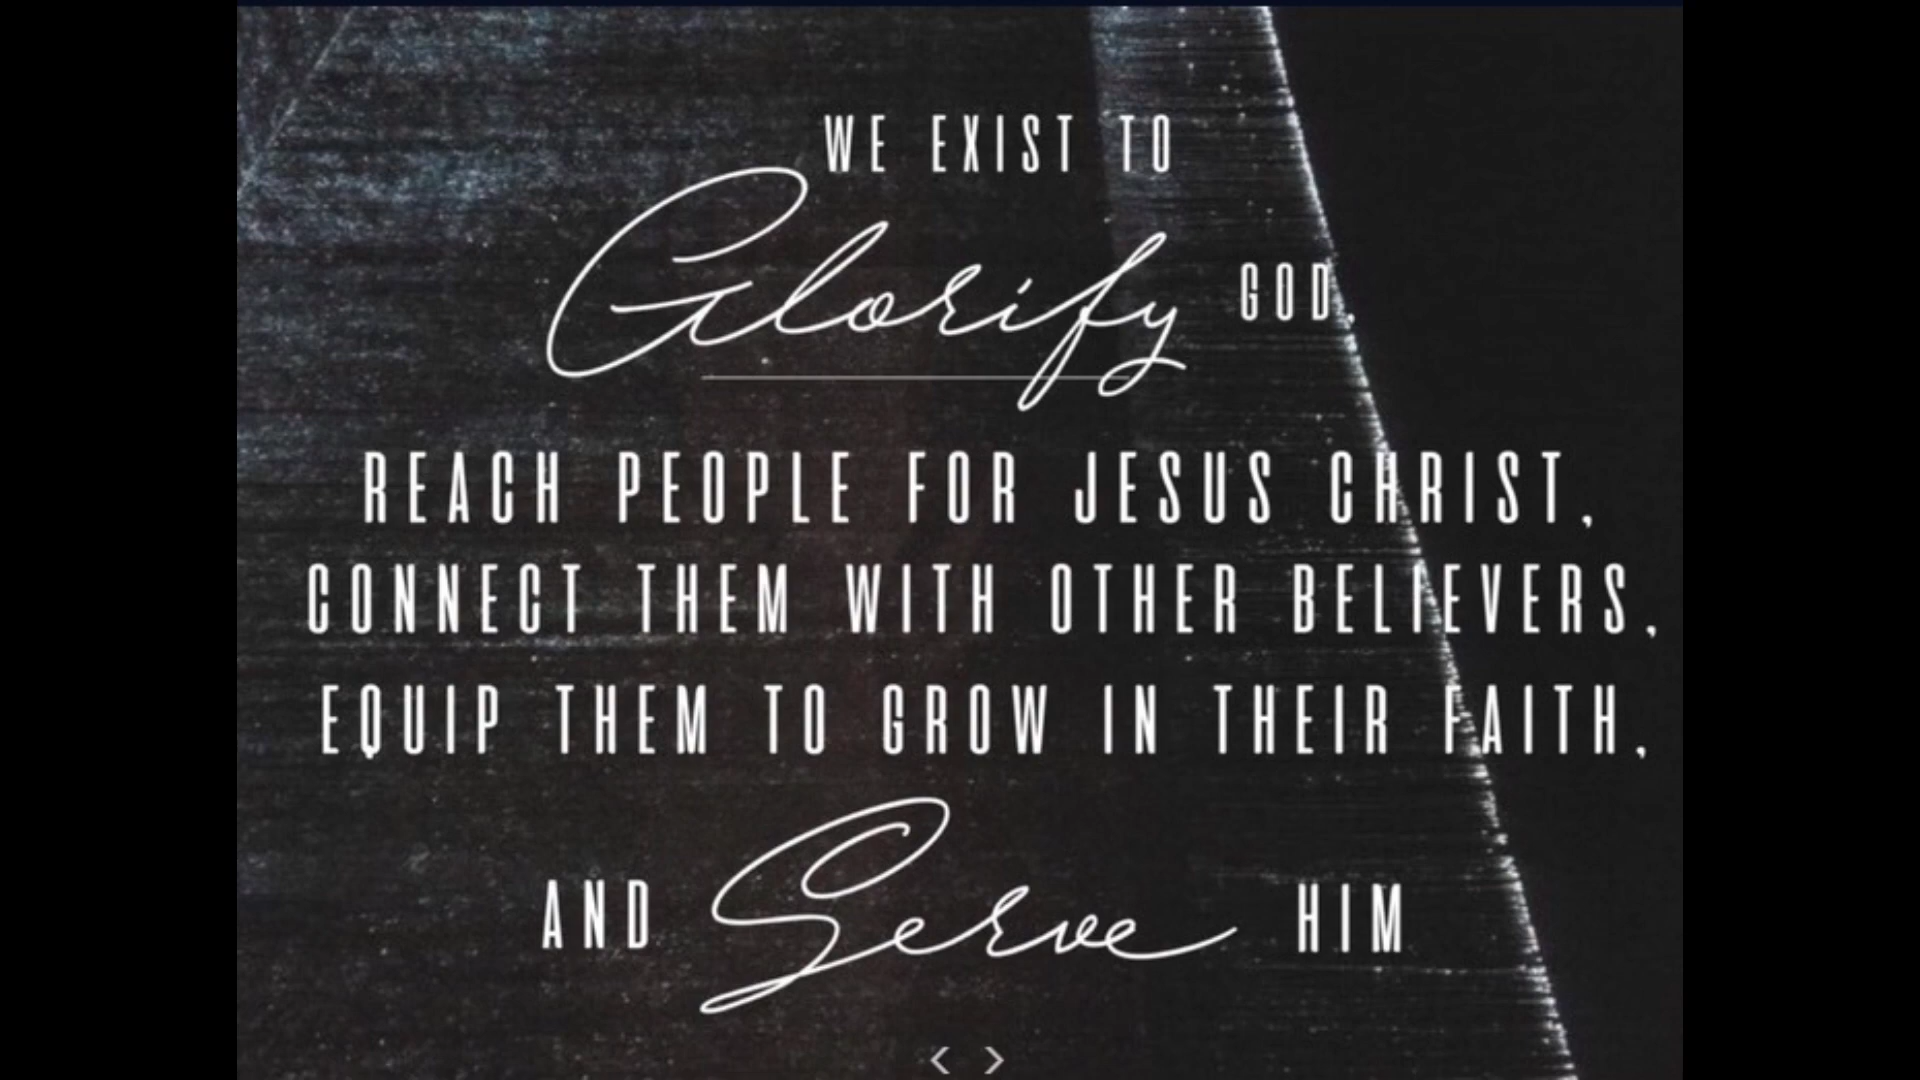 WE EXIST TO
Glorify GOD,
REACH PEOPLE FOR JESUS CHRIST,
CONNECT THEM WITH OTHER BELIEVERS,
EQUIP THEM TO GROW IN THEIR FAITH,
AND Serve HIM